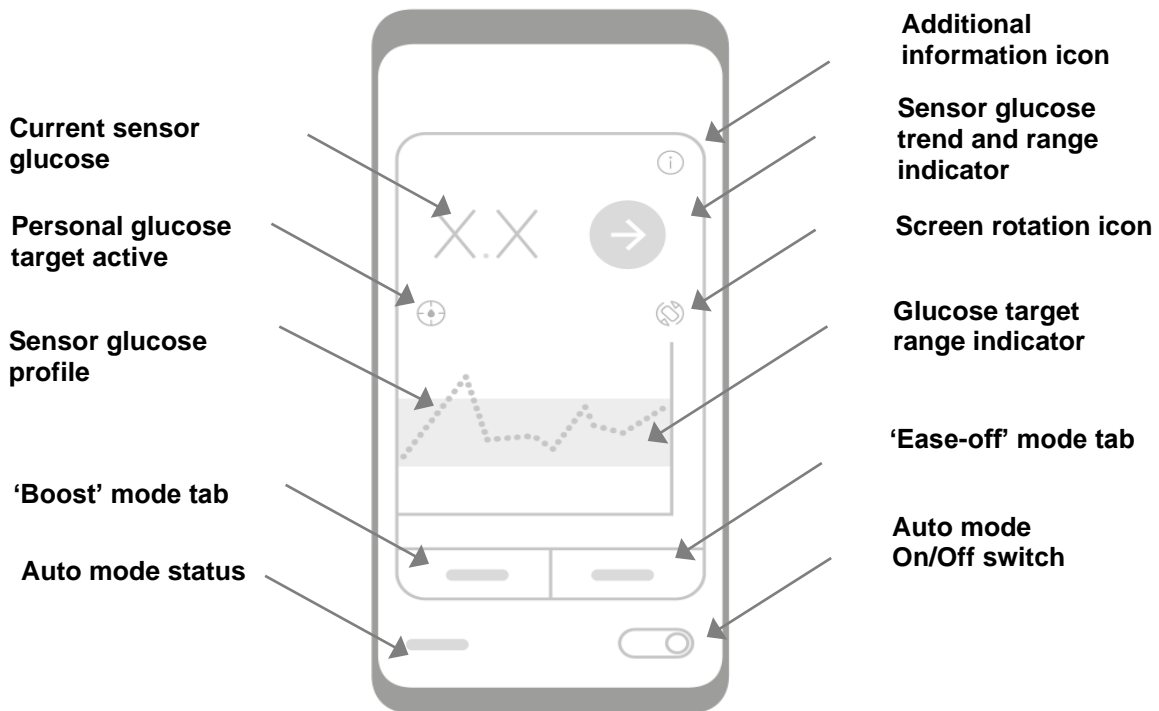 Additional
information icon
Current sensor
glucose
Sensor glucose
trend and range
indicator
i
X.X
Personal glucose
target active
Screen rotation icon
Sensor glucose
profile
Glucose target
range indicator
‘Boost’ mode tab
‘Ease-off’ mode tab
Auto mode status
Auto mode
On/Off switch